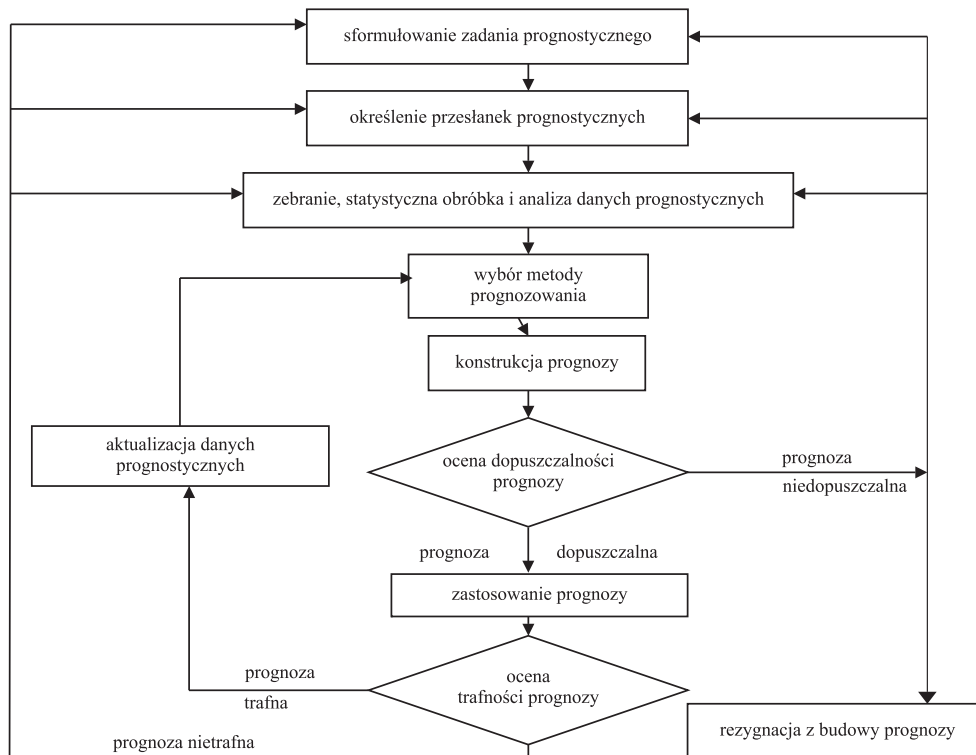 sformułowanie zadania prognostycznego
określenie przesłanek prognostycznych
zebranie, statystyczna obróbka i analiza danych prognostycznych
wybór metody
prognozowania
konstrukcja prognozy
aktualizacja danych
prognostycznych
ocena dopuszczalności
prognozy
prognoza
niedopuszczalna
prognoza dopuszczalna
zastosowanie prognozy
ocena
trafności prognozy
prognoza
trafna
rezygnacja z budowy prognozy
prognoza nietrafna